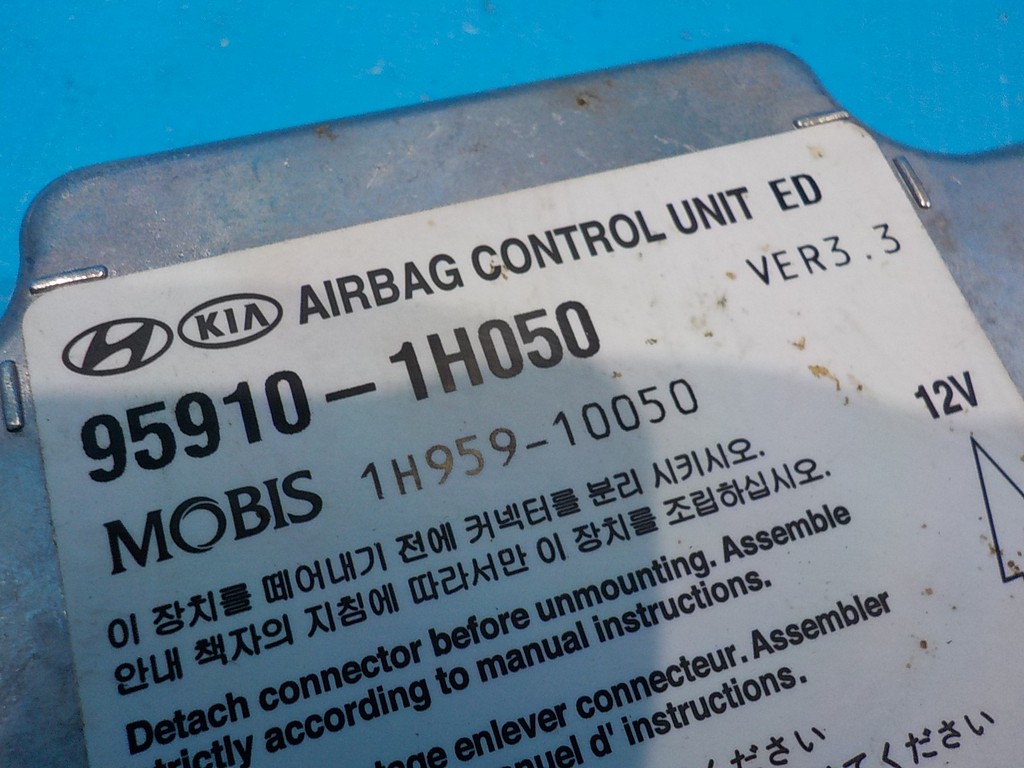 KIA AIRBAG CONTROL UNIT ED
VER3.3
95910-1H050
12V
MOBIS 1H959-10050
이 장치를 떼어내기 전에 커넥터를 분리 시키시오.
안내 책자의 지침에 따라서만 이 장치를 조립하십시오.
Detach connector before unmounting. Assemble
strictly according to manual instructions.
enlever connecteur. Assembler
d'instructions.
ください
てください